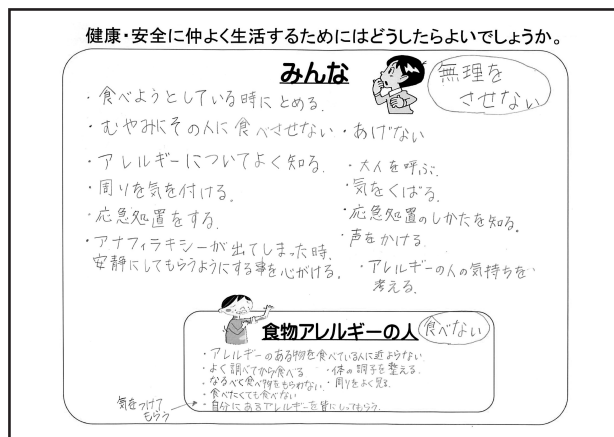 健康・安全に仲よく生活するためにはどうしたらよいでしょうか。
みんな
無理を
させない
・食べようとしている時にとめる.
・むやみにその人に食べさせない・あげない
・アレルギーについてよく知る.
・周りを気を付ける.
・応急処置をする.
・アナフィラキシーが出てしまった時.
安静にしてもらうようにする事を心がける.
・大人を呼ぶ.
・気をくばる.
・応急処置のしかたを知る.
・声をかける.
・アレルギーの人の気持ちを
考える.
食物アレルギーの人
食べない
・アレルギーのある物を食べている人に近よらない.
・よく調べてから食べる ・体の調子を整える.
・なるべく食べ物をもらわない ・周りをよく見る.
・食べたくても食べない
・自分にあるアレルギーを皆にしってもらう.
気をつけて
もらう